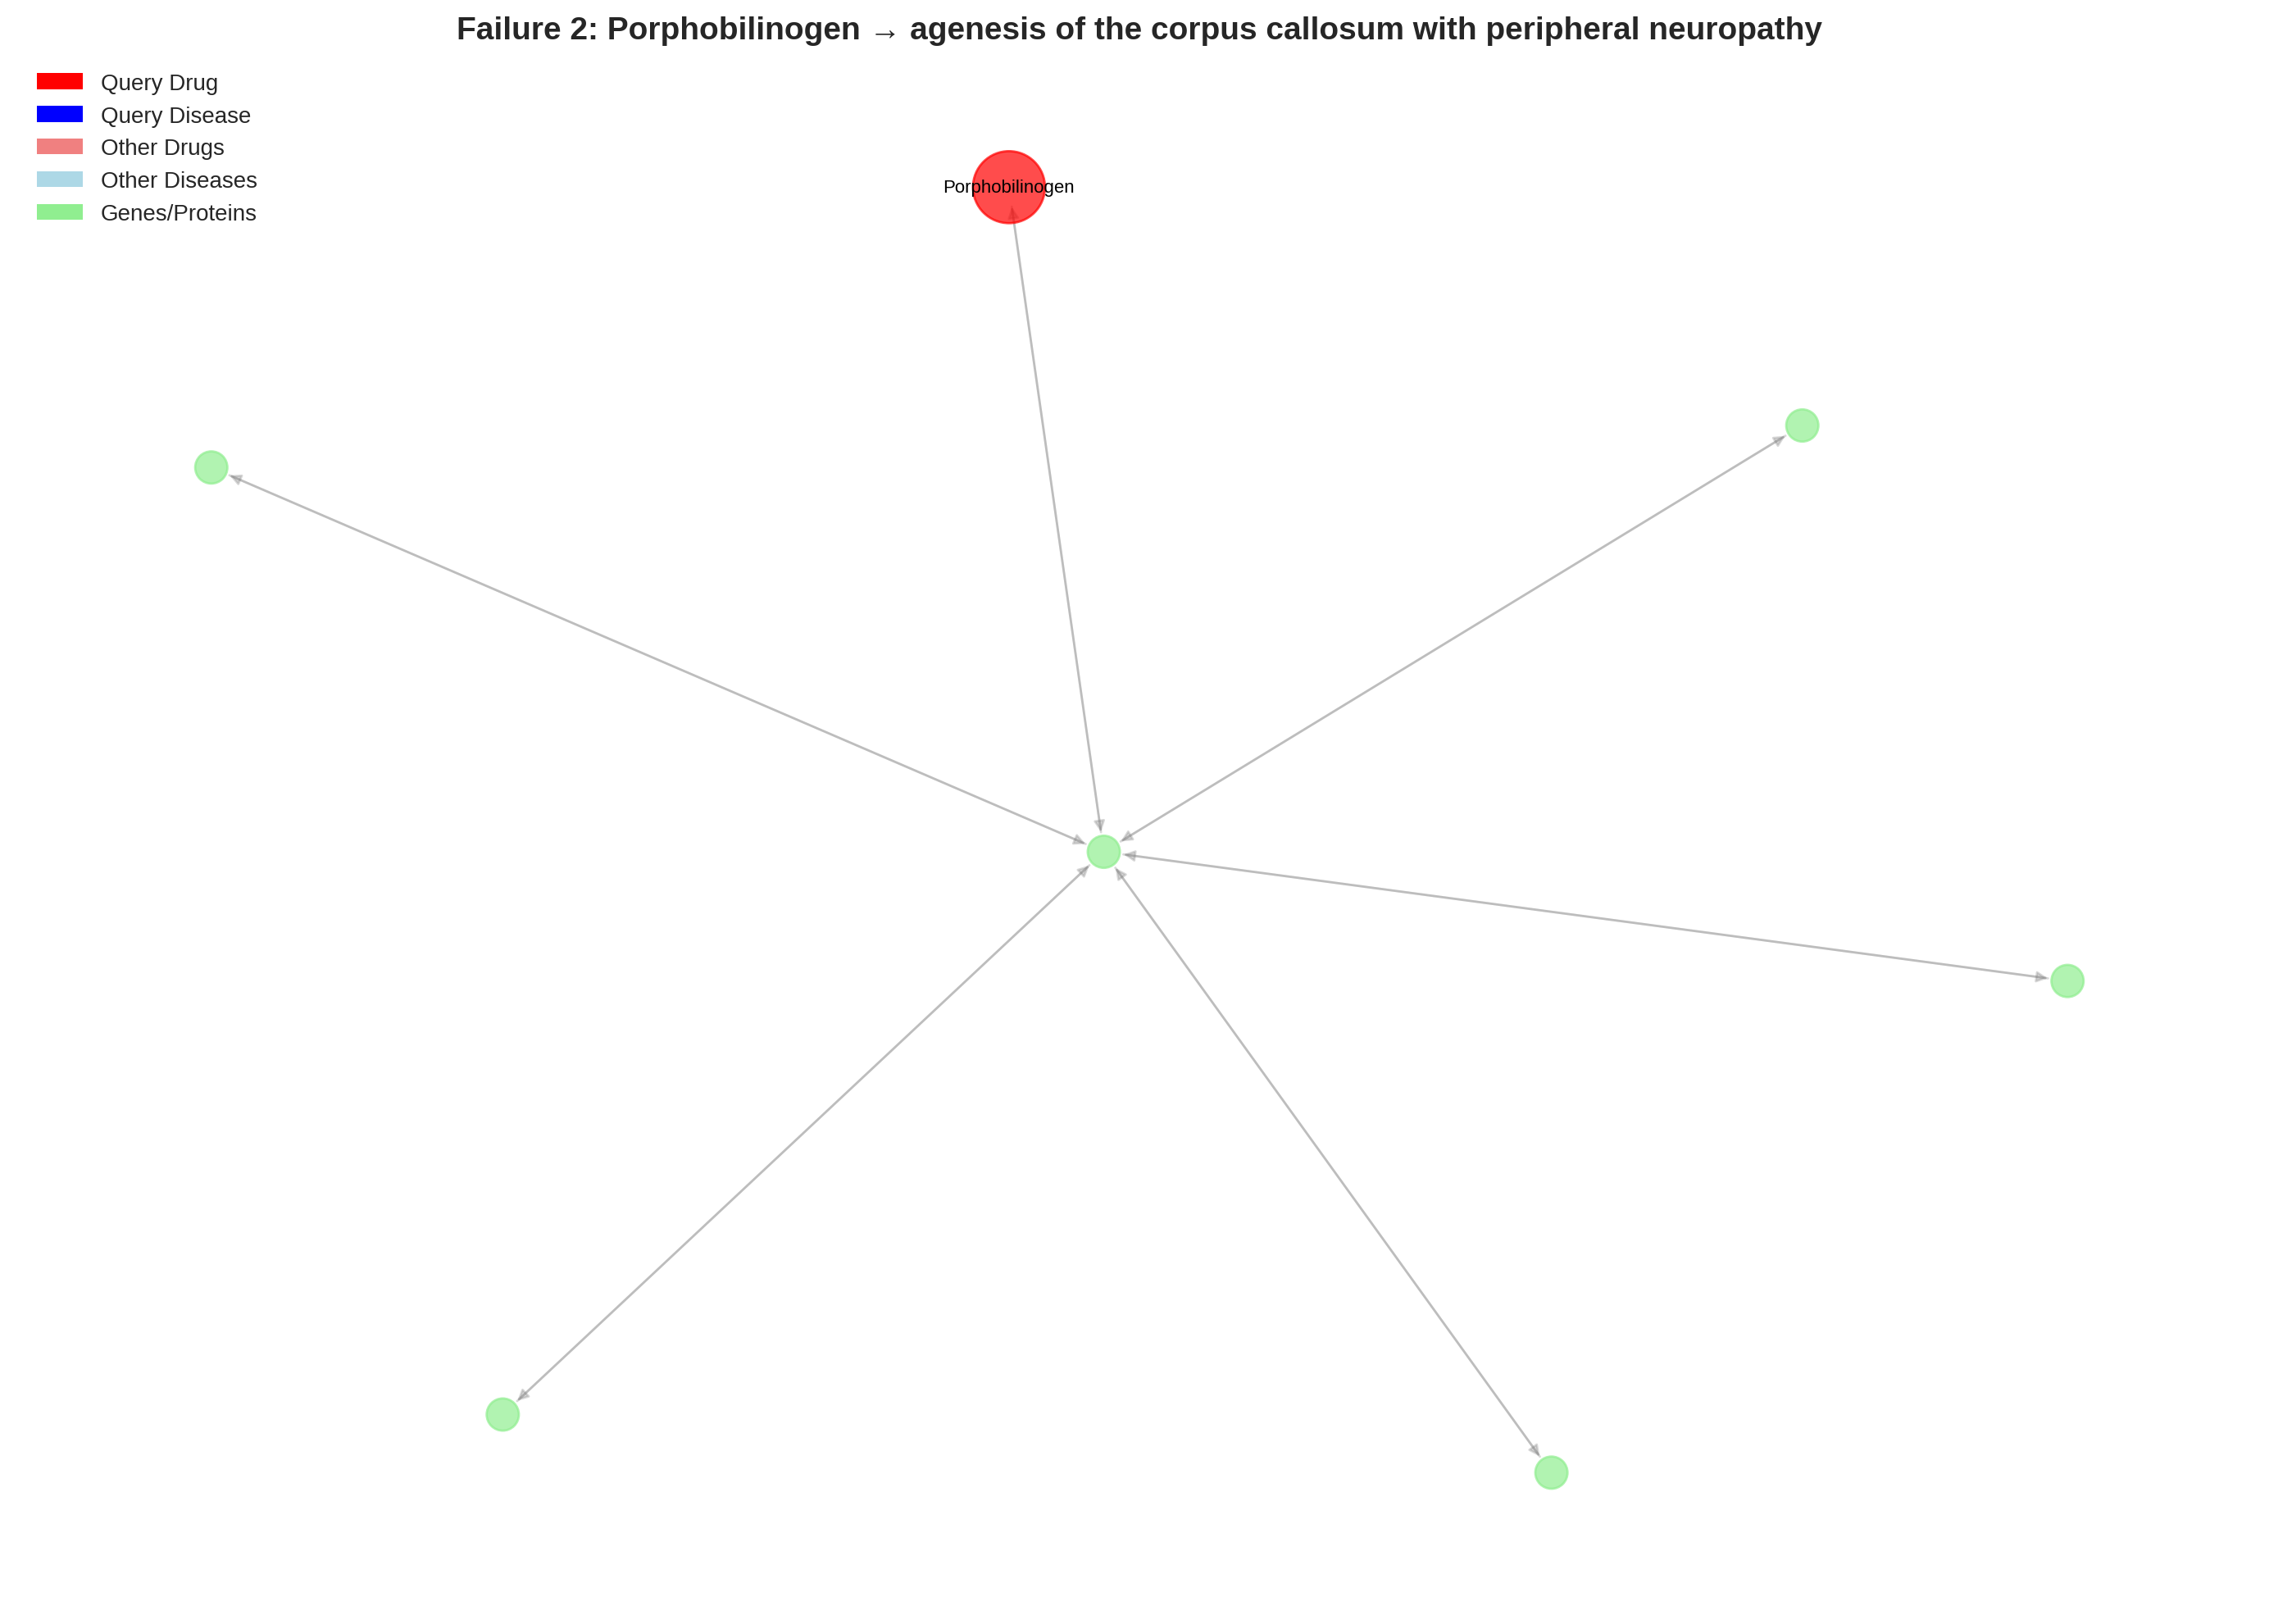 Failure 2: Porphobilinogen → agenesis of the corpus callosum with peripheral neuropathy
Query Drug
Query Disease
Other Drugs
Other Diseases
Genes/Proteins
Porphobilinogen